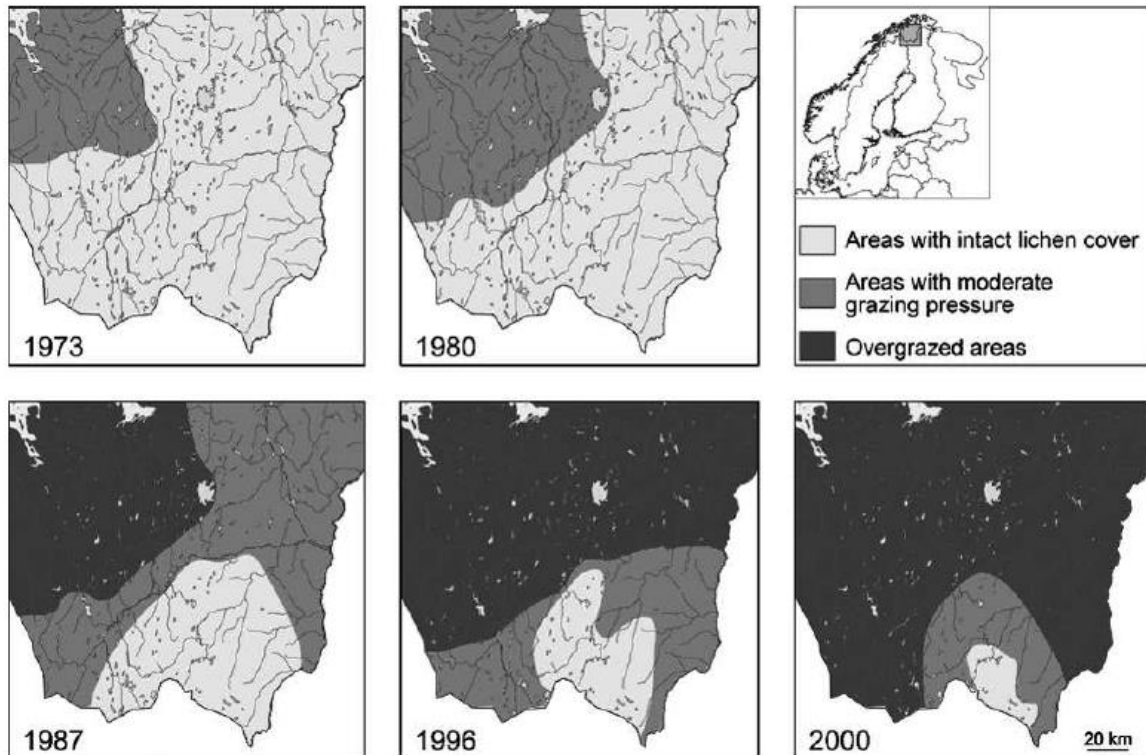 1973
1980
Areas with intact lichen cover
Areas with moderate
grazing pressure
Overgrazed areas
1987
1996
2000
20 km